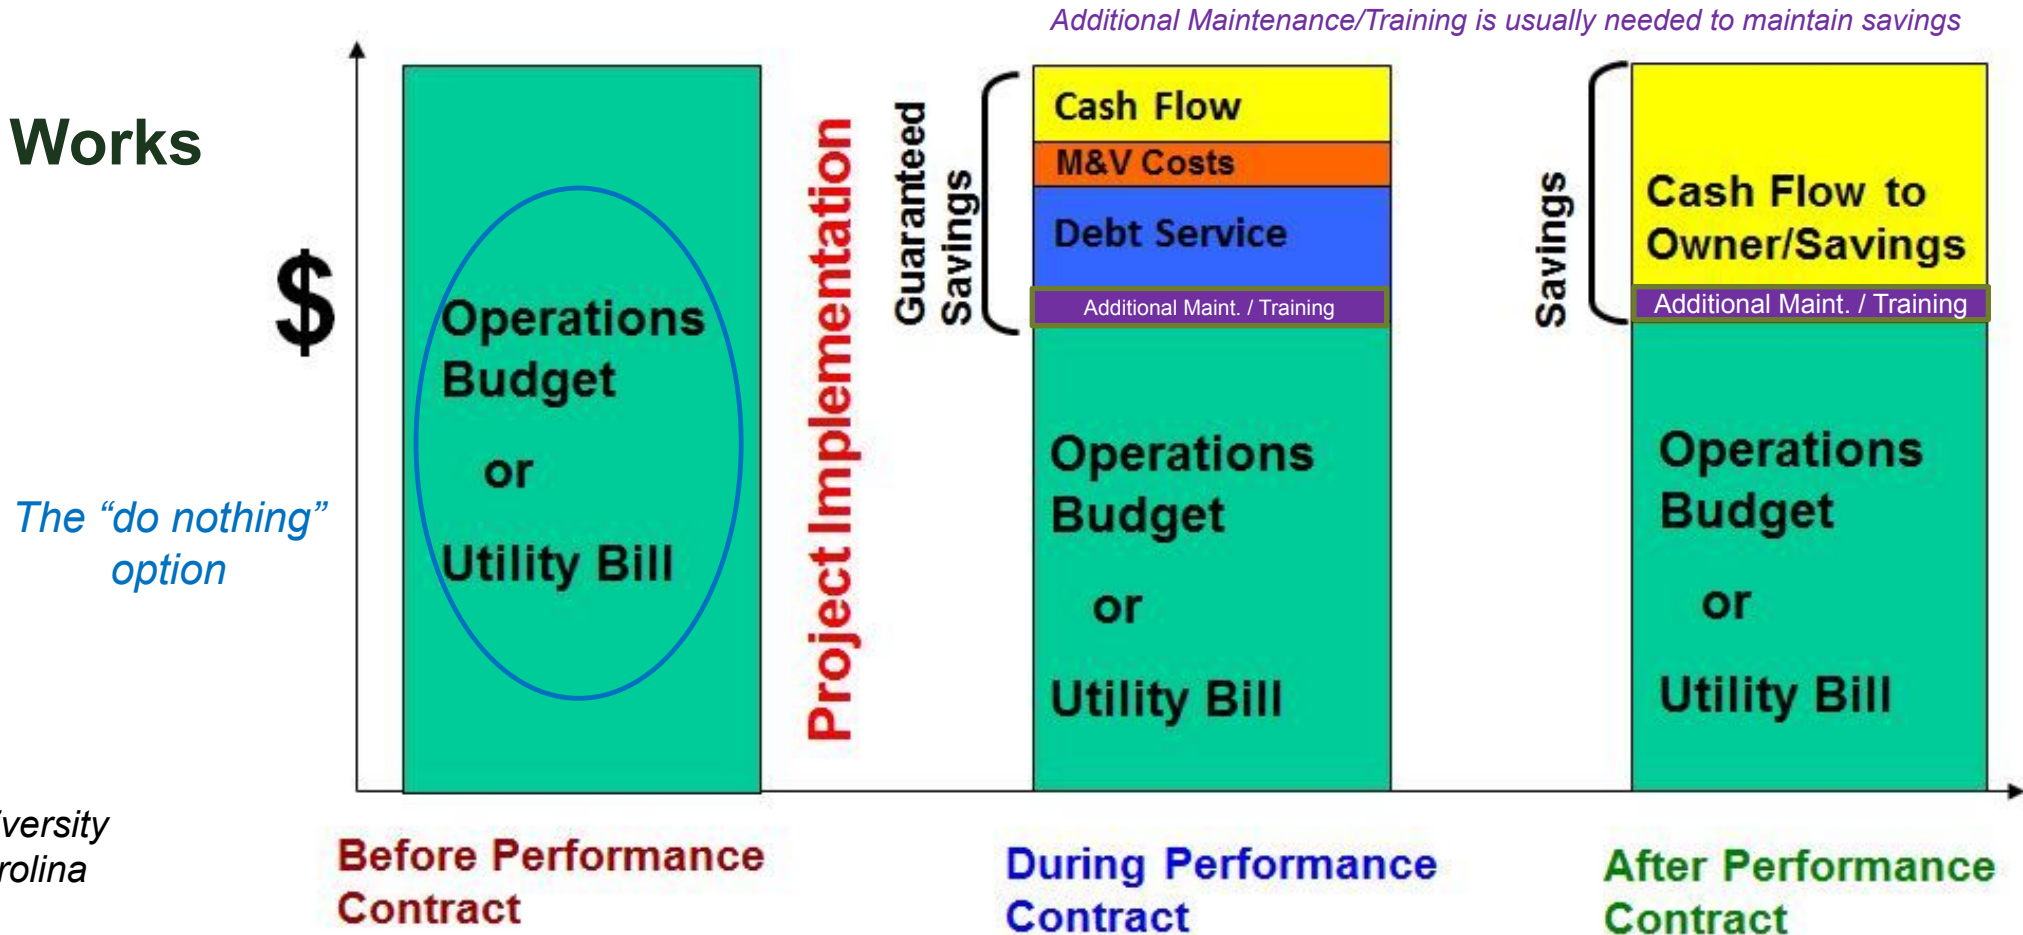 Additional Maintenance/Training is usually needed to maintain savings
Works
$
The “do nothing”
option
Operations
Budget
or
Utility Bill
Project Implementation
Guaranteed
Savings
Cash Flow
M&V Costs
Debt Service
Additional Maint. / Training
Operations
Budget
or
Utility Bill
Savings
Cash Flow to
Owner/Savings
Additional Maint. / Training
Operations
Budget
or
Utility Bill
versity
rolina
Before Performance
Contract
During Performance
Contract
After Performance
Contract